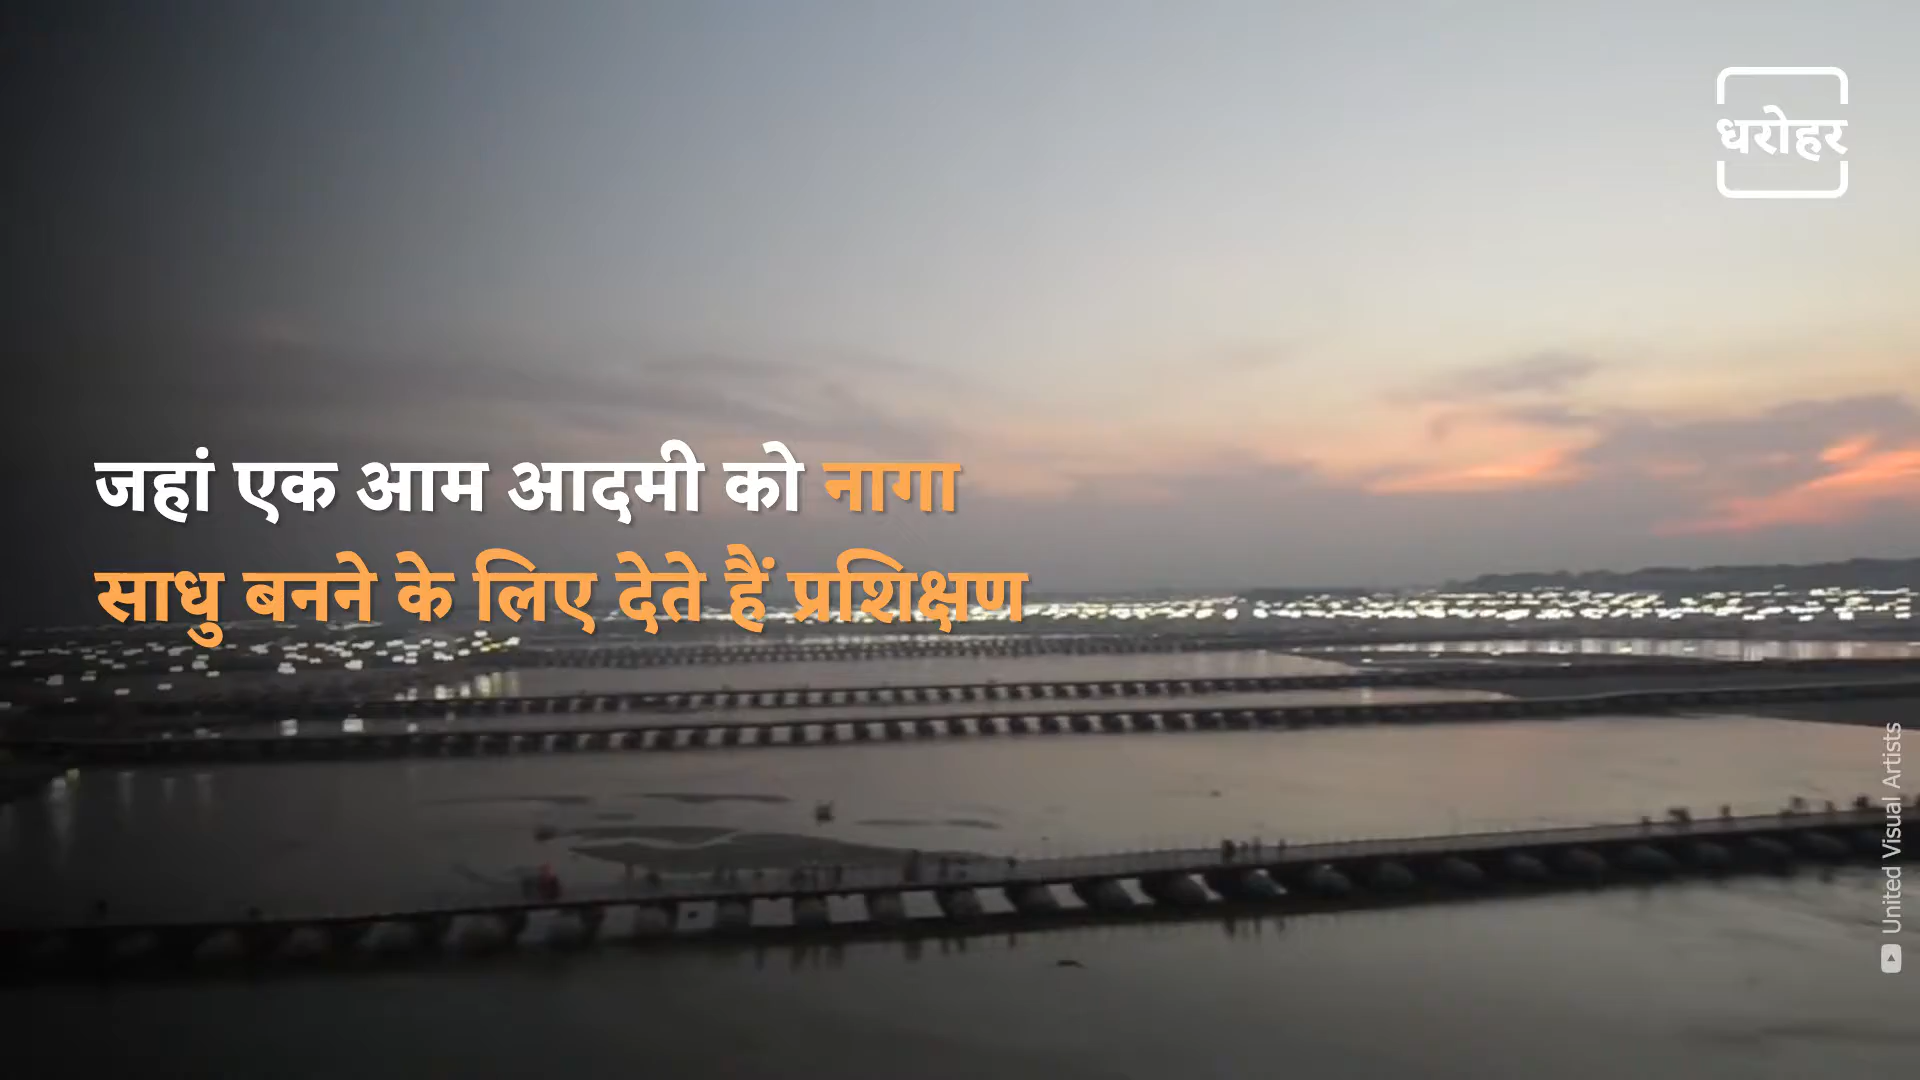 धरोहर
जहां एक आम आदमी को नागा
साधु बनने के लिए देते हैं प्रशिक्षण
United Visual Artists